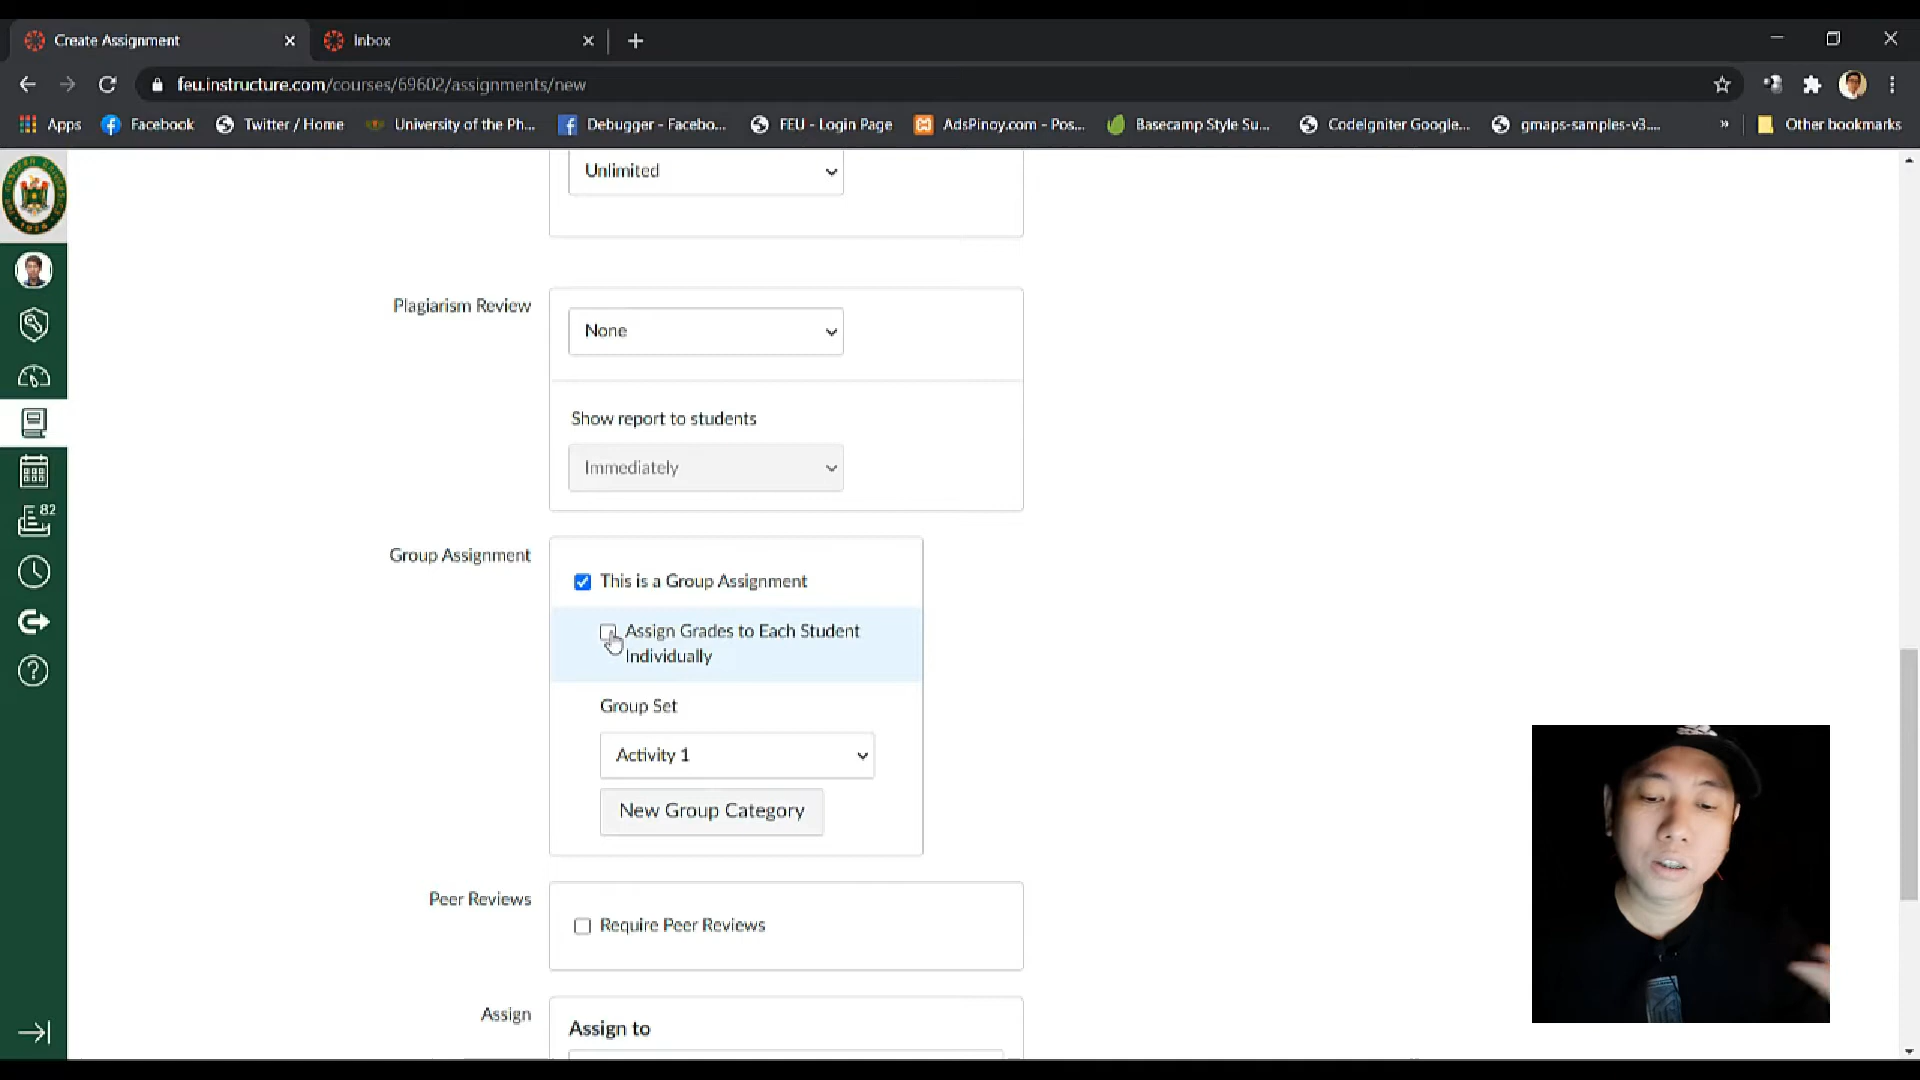 Create Assignment
Inbox
feu.instructure.com/courses/69602/assignments/new
Apps
Facebook
Twitter / Home
University of the Ph...
Debugger - Facebo...
FEU - Login Page
AdsPinoy.com - Pos...
Basecamp Style Su...
CodeIgniter Google...
gmaps-samples-v3....
»
Other bookmarks
Unlimited
Plagiarism Review
None
Show report to students
Immediately
82
Group Assignment
This is a Group Assignment
Assign Grades to Each Student
Individually
Group Set
Activity 1
New Group Category
Peer Reviews
Require Peer Reviews
Assign
Assign to